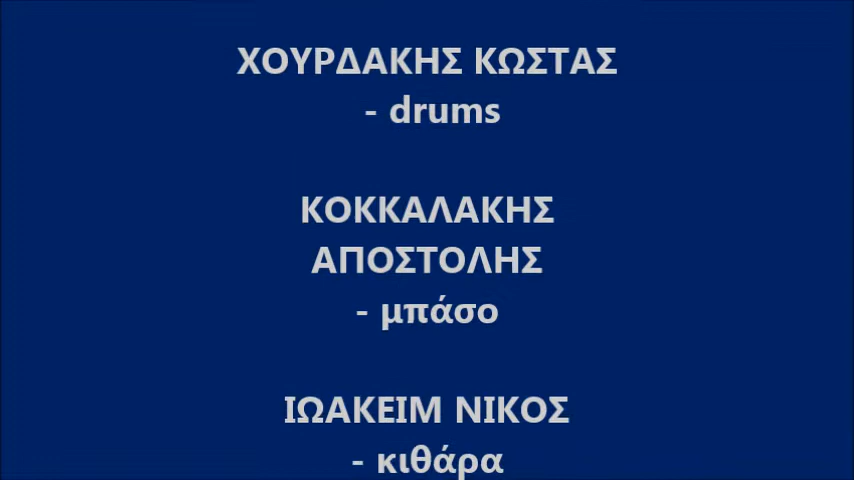 ΧΟΥΡΔΑΚΗΣ ΚΩΣΤΑΣ
- drums
ΚΟΚΚΑΛΑΚΗΣ
ΑΠΟΣΤΟΛΗΣ
- μπάσο
ΙΩΑΚΕΙΜ ΝΙΚΟΣ
- κιθάρα